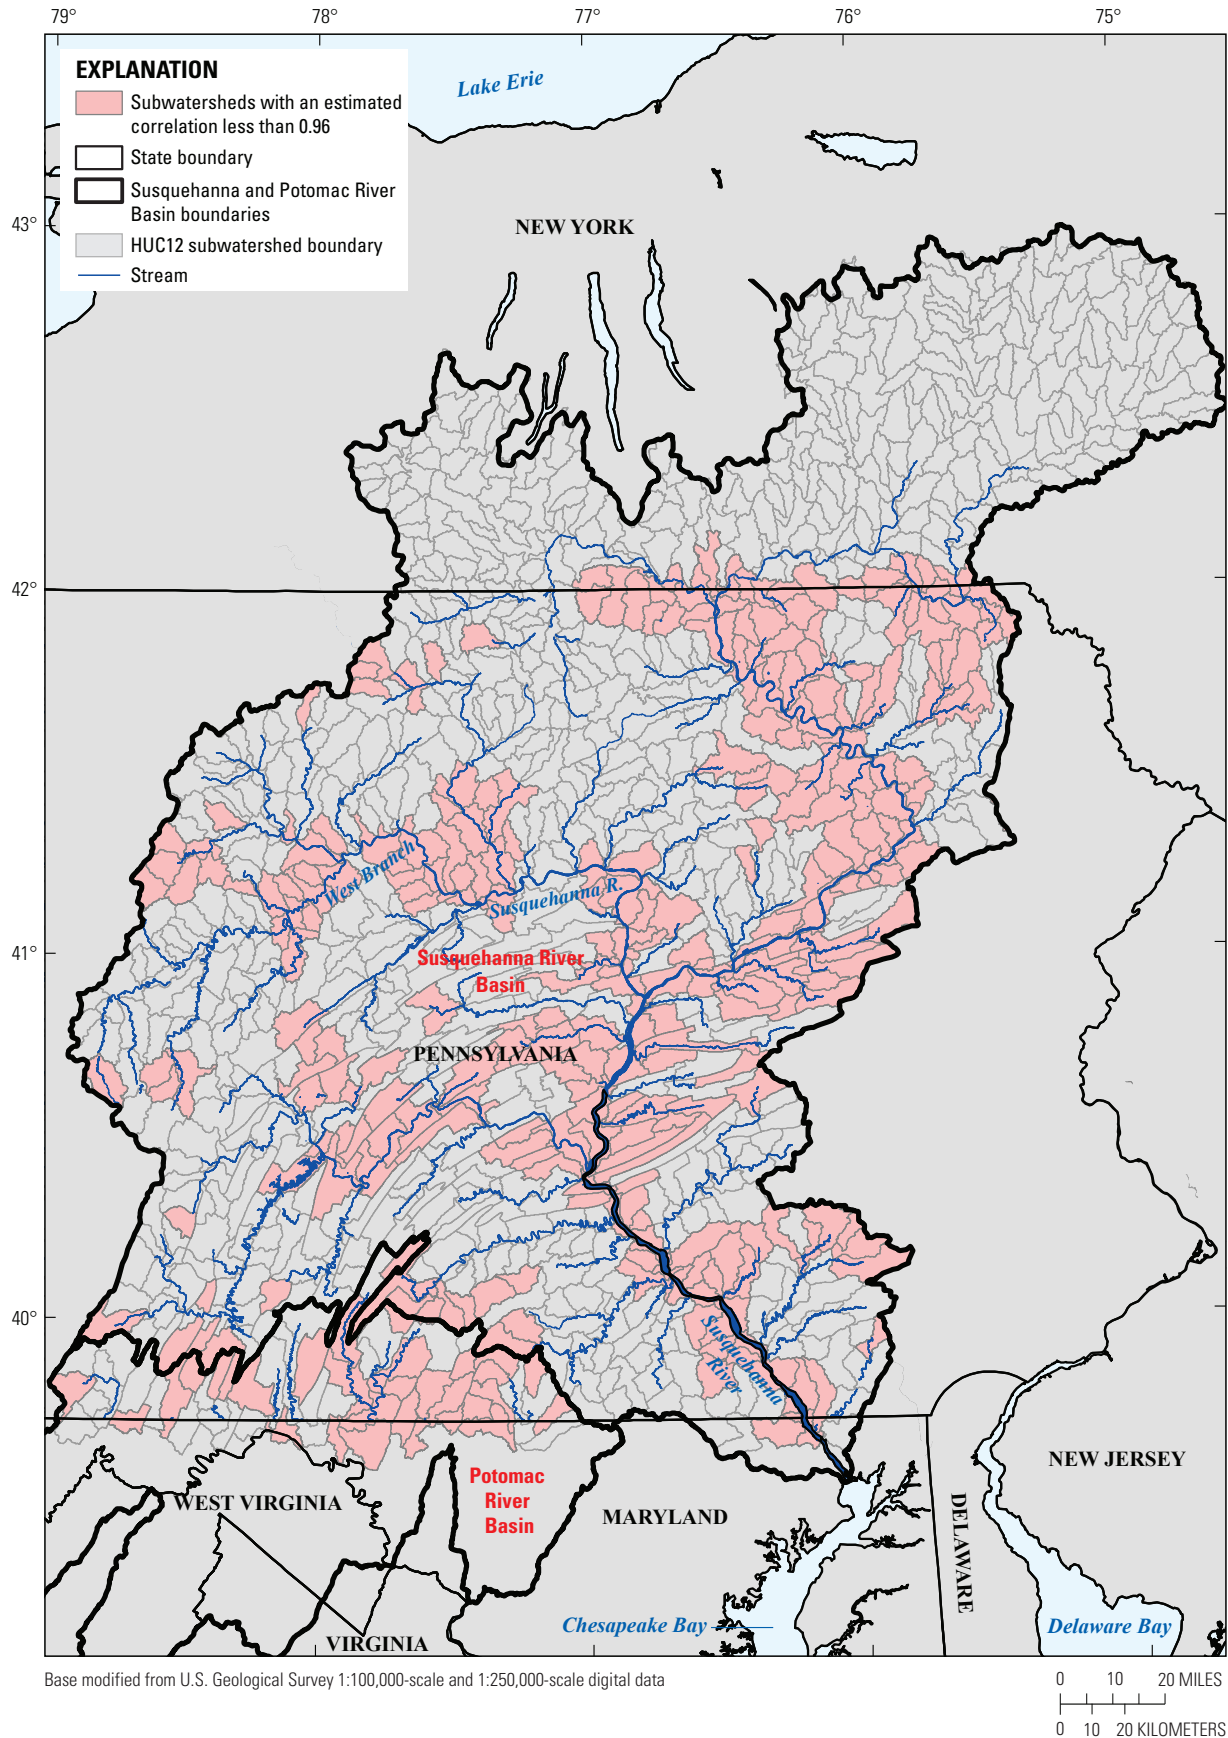 79°
78°
77°
76°
75°
EXPLANATION
Subwatersheds with an estimated
correlation less than 0.96
State boundary
Susquehanna and Potomac River
Basin boundaries
HUC12 subwatershed boundary
Stream
Lake Erie
43°
NEW YORK
42°
West Branch
Susquehanna R.
41°
Susquehanna River
Basin
PENNSYLVANIA
40°
Susquehanna
River
NEW JERSEY
Potomac
River
Basin
WEST VIRGINIA
MARYLAND
DELAWARE
Chesapeake Bay
Delaware Bay
VIRGINIA
Base modified from U.S. Geological Survey 1:100,000-scale and 1:250,000-scale digital data
0 10 20 MILES
0 10 20 KILOMETERS